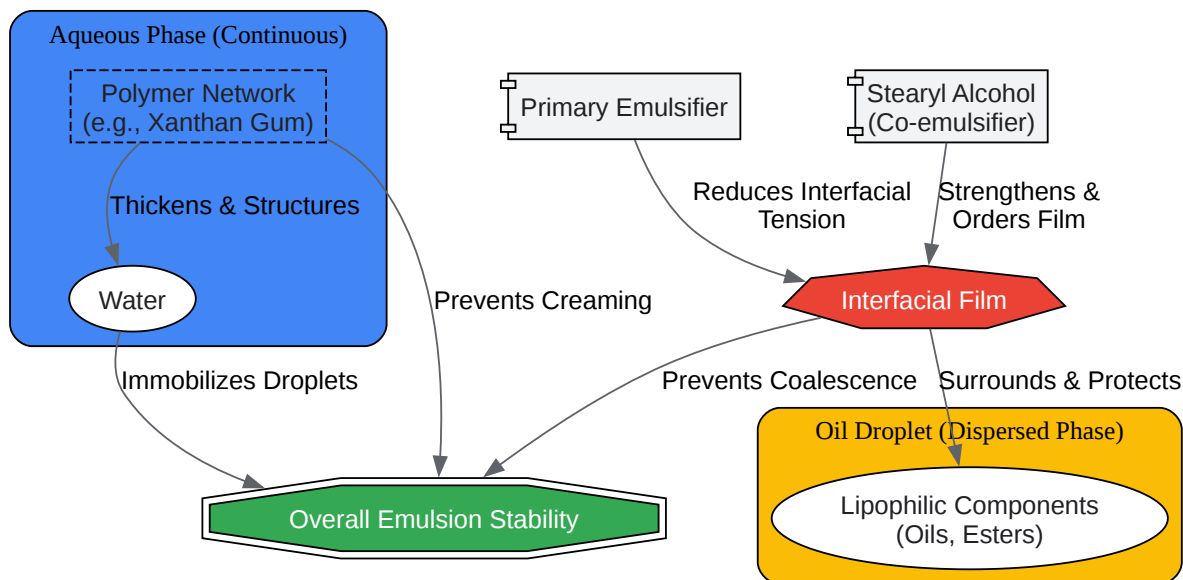 Aqueous Phase (Continuous)
Polymer Network
(e.g., Xanthan Gum)
Primary Emulsifier
Stearyl Alcohol
(Co-emulsifier)
Thickens & Structures
Reduces Interfacial
Tension
Strengthens &
Orders Film
Water
Prevents Creaming
Interfacial Film
Immobilizes Droplets
Prevents Coalescence
Surrounds & Protects
Oil Droplet (Dispersed Phase)
Overall Emulsion Stability
Lipophilic Components
(Oils, Esters)